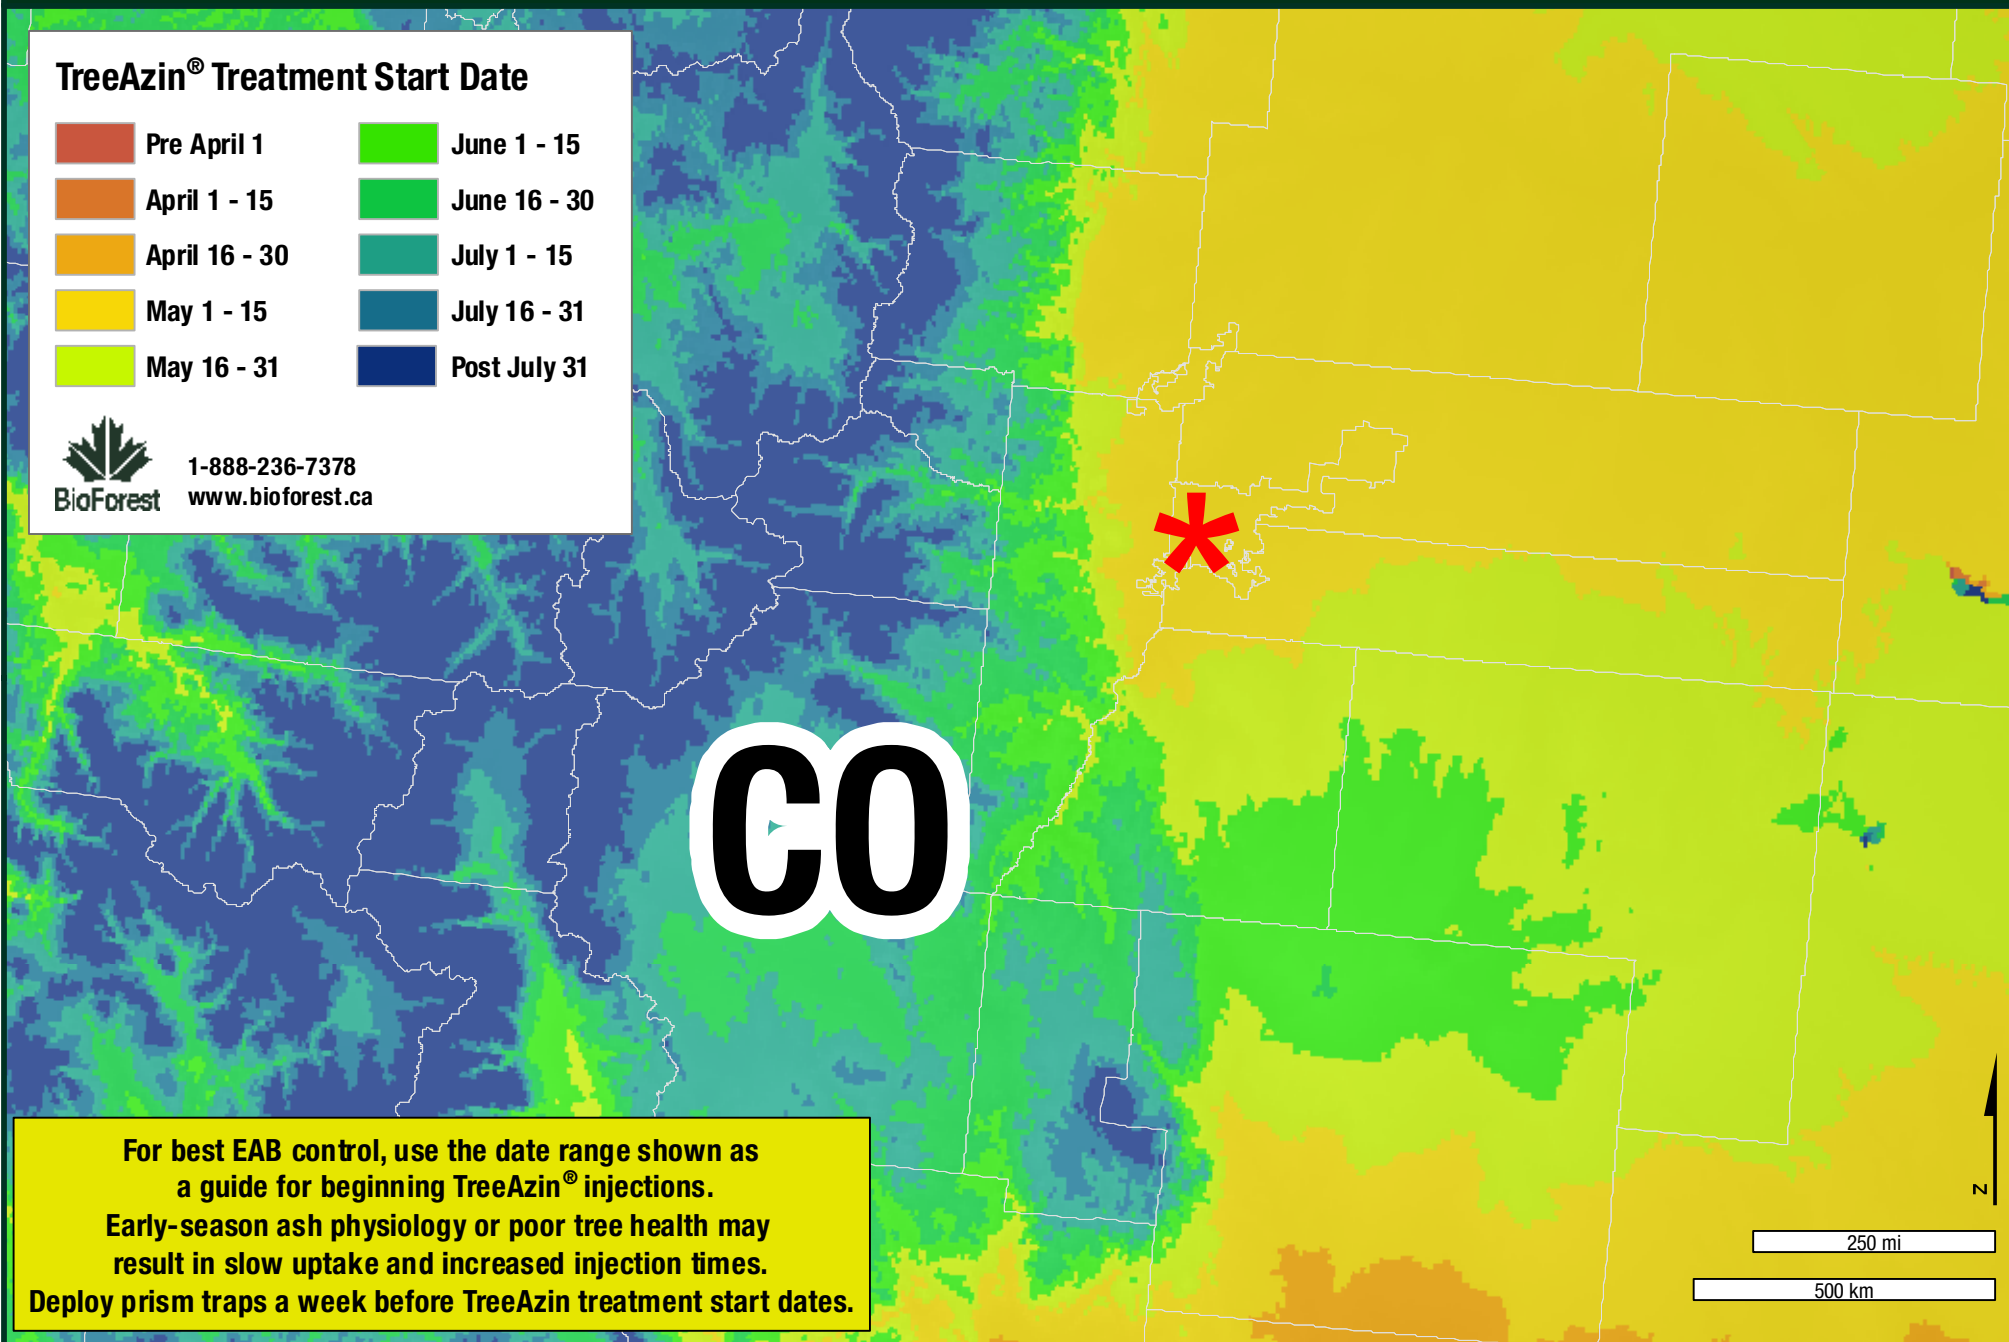 TreeAzin® Treatment Start Date
Pre April 1
April 1 - 15
April 16 - 30
May 1 - 15
May 16 - 31
June 1 - 15
June 16 - 30
July 1 - 15
July 16 - 31
Post July 31
BioForest
1-888-236-7378
www.bioforest.ca
*
CO
For best EAB control, use the date range shown as
a guide for beginning TreeAzin® injections.
Early-season ash physiology or poor tree health may
result in slow uptake and increased injection times.
Deploy prism traps a week before TreeAzin treatment start dates.
N
250 mi
500 km